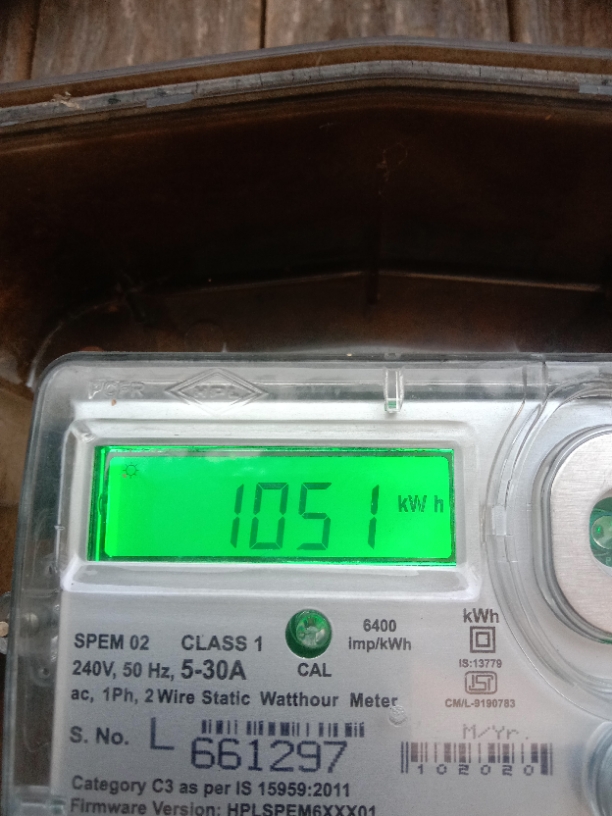 HPL
1051 kWh
6400
imp/kWh
kWh
SPEM 02 CLASS 1
240V, 50 Hz, 5-30A
CAL
IS:13779
ISI
CM/L-9190783
ac, 1Ph, 2 Wire Static Watthour Meter
S. No. L 661297
M/Yr.
102020
Category C3 as per IS 15959:2011
Firmware Version: HPLSPEM6XXX01